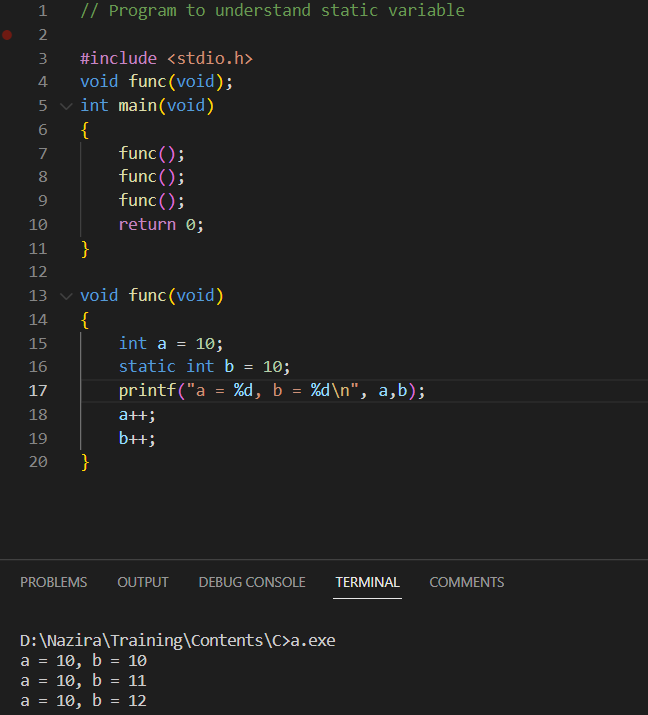 1 // Program to understand static variable
2
3 #include <stdio.h>
4 void func(void);
5 int main(void)
6 {
7     func();
8     func();
9     func();
10     return 0;
11 }
12
13 void func(void)
14 {
15     int a = 10;
16     static int b = 10;
17     printf("a = %d, b = %d\n", a,b);
18     a++;
19     b++;
20 }
PROBLEMS OUTPUT DEBUG CONSOLE TERMINAL COMMENTS
D:\Nazira\Training\Contents\C>a.exe
a = 10, b = 10
a = 10, b = 11
a = 10, b = 12